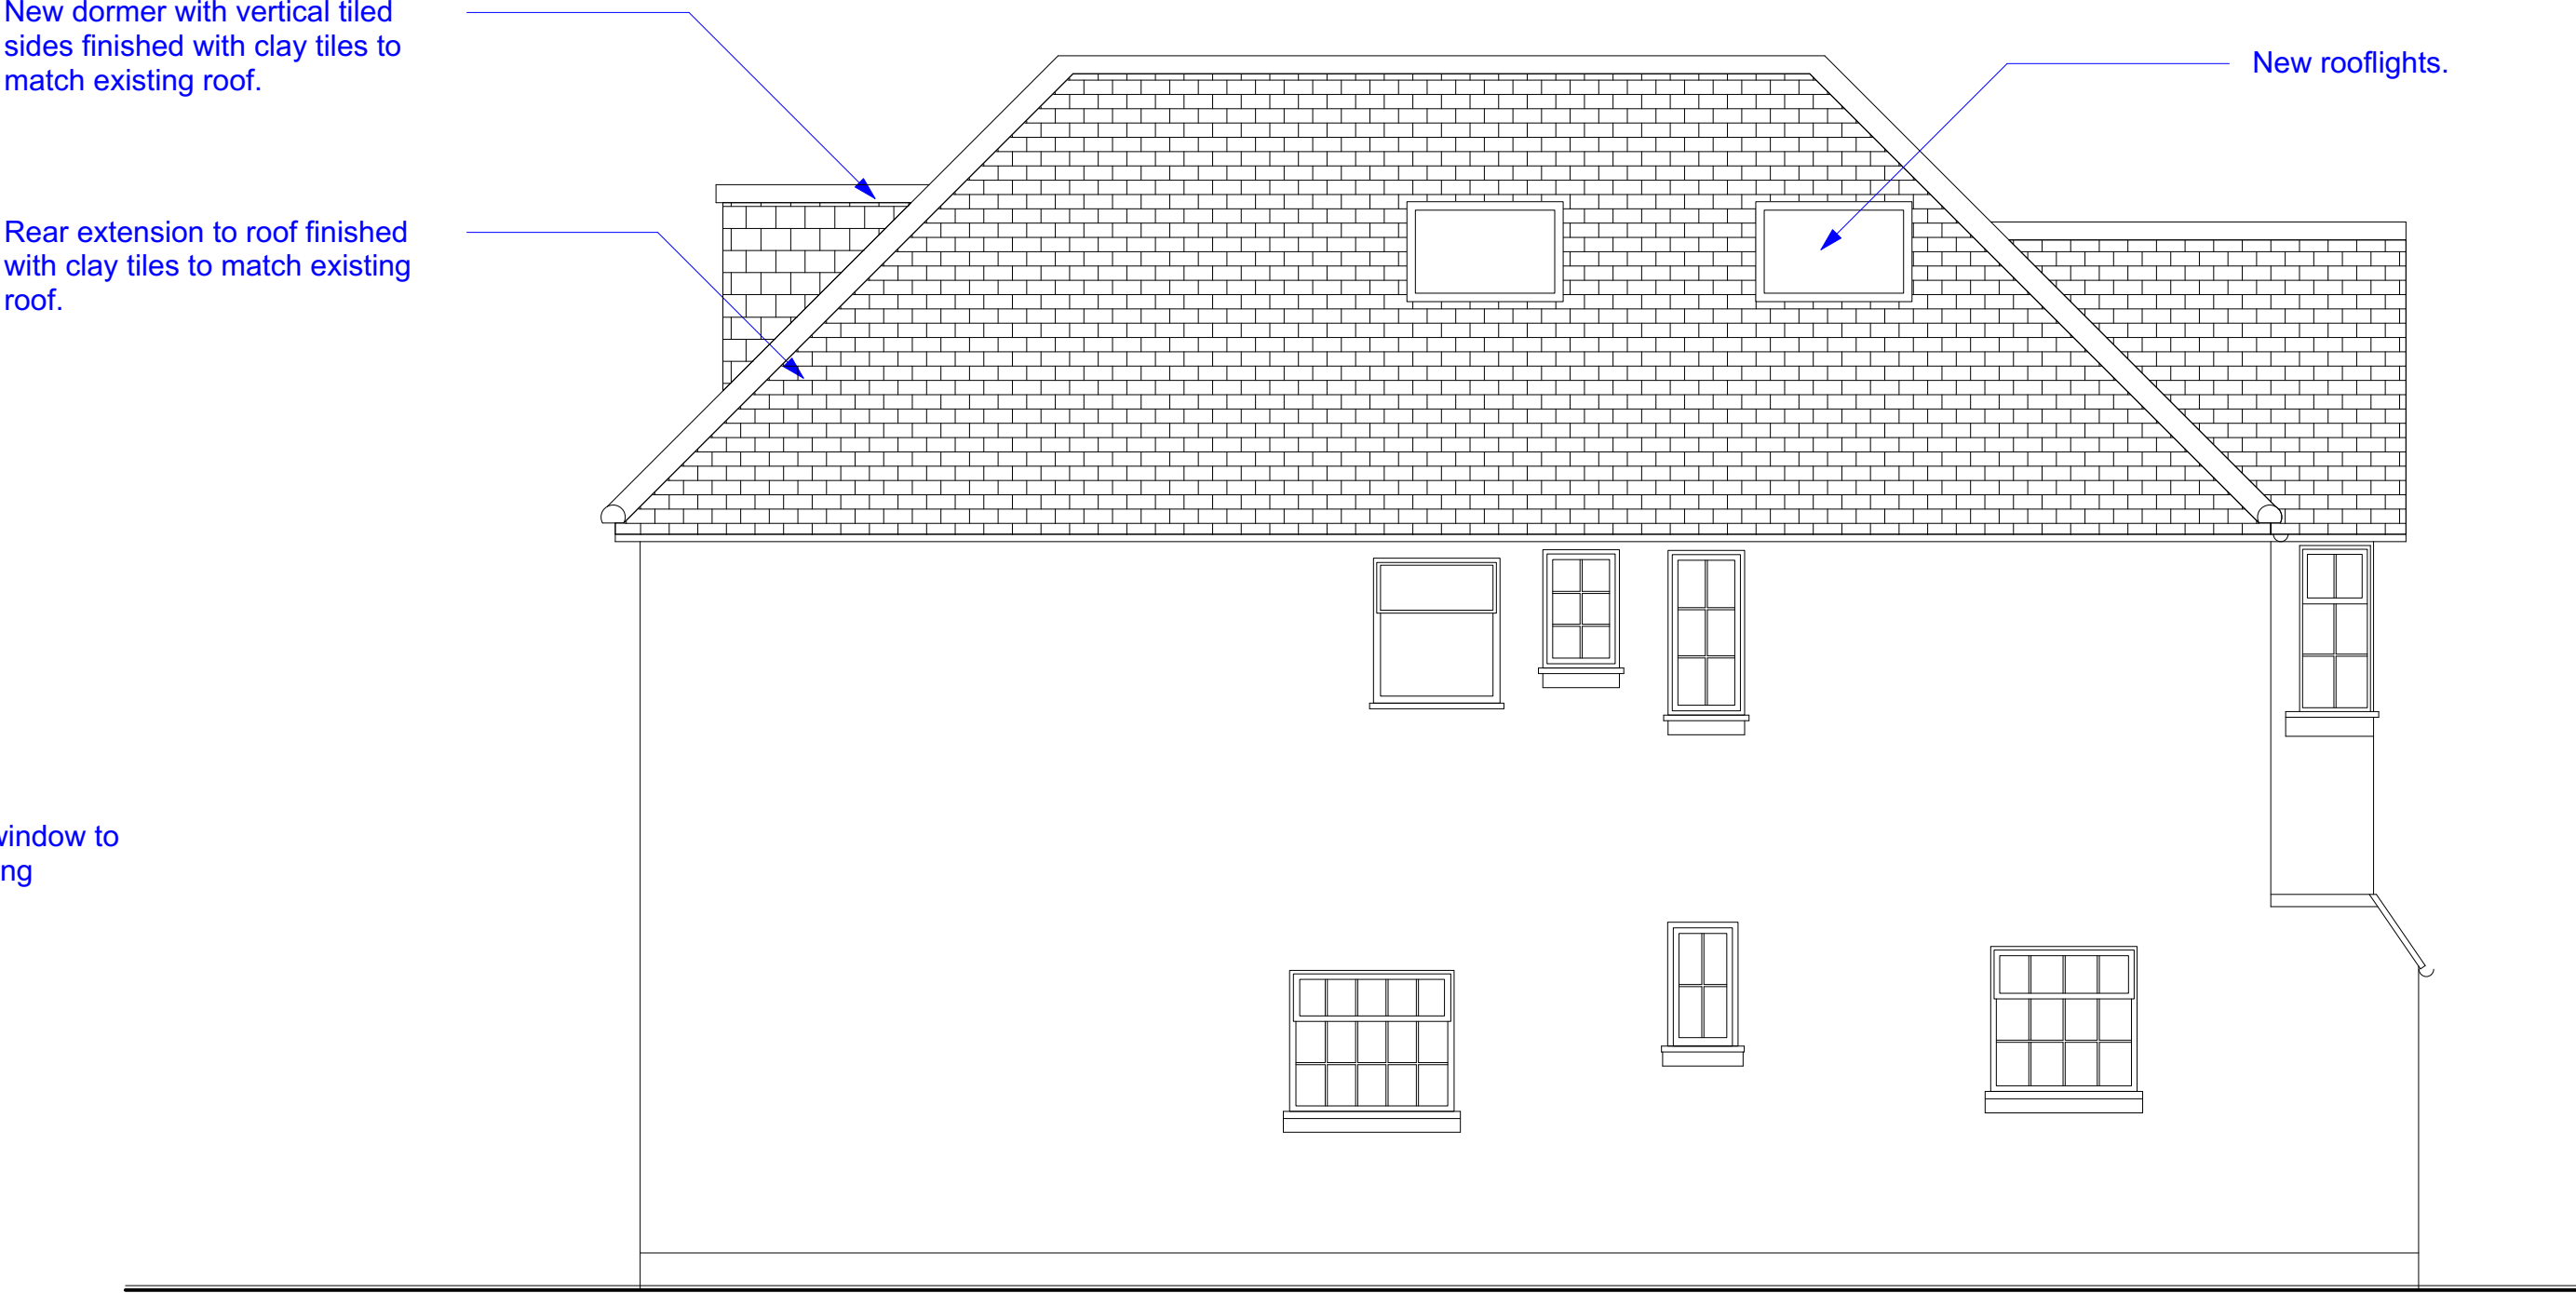 New dormer with vertical tiled
sides finished with clay tiles to
match existing roof.
New rooflights.
Rear extension to roof finished
with clay tiles to match existing
roof.
window to
ng